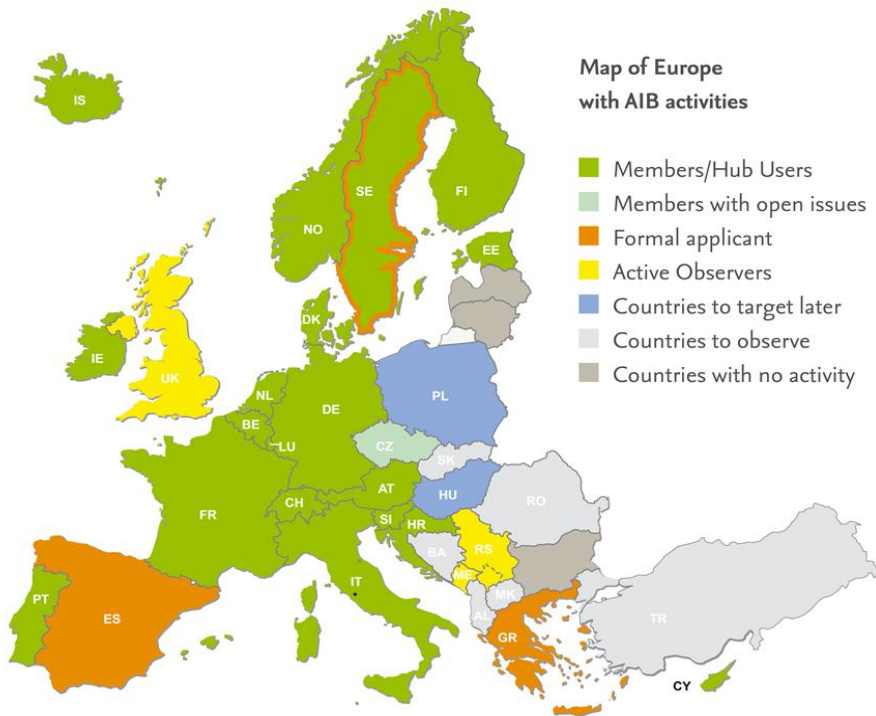 Map of Europe
with AIB activities
Members/Hub Users
Members with open issues
Formal applicant
Active Observers
Countries to target later
Countries to observe
Countries with no activity
IS
SE
FI
NO
EE
DK
IE
UK
NL
DE
PL
BE
LU
CZ
SK
AT
HU
FR
CH
RO
SI
HR
BA
RS
ME
IT
MK
AL
PT
ES
GR
TR
CY